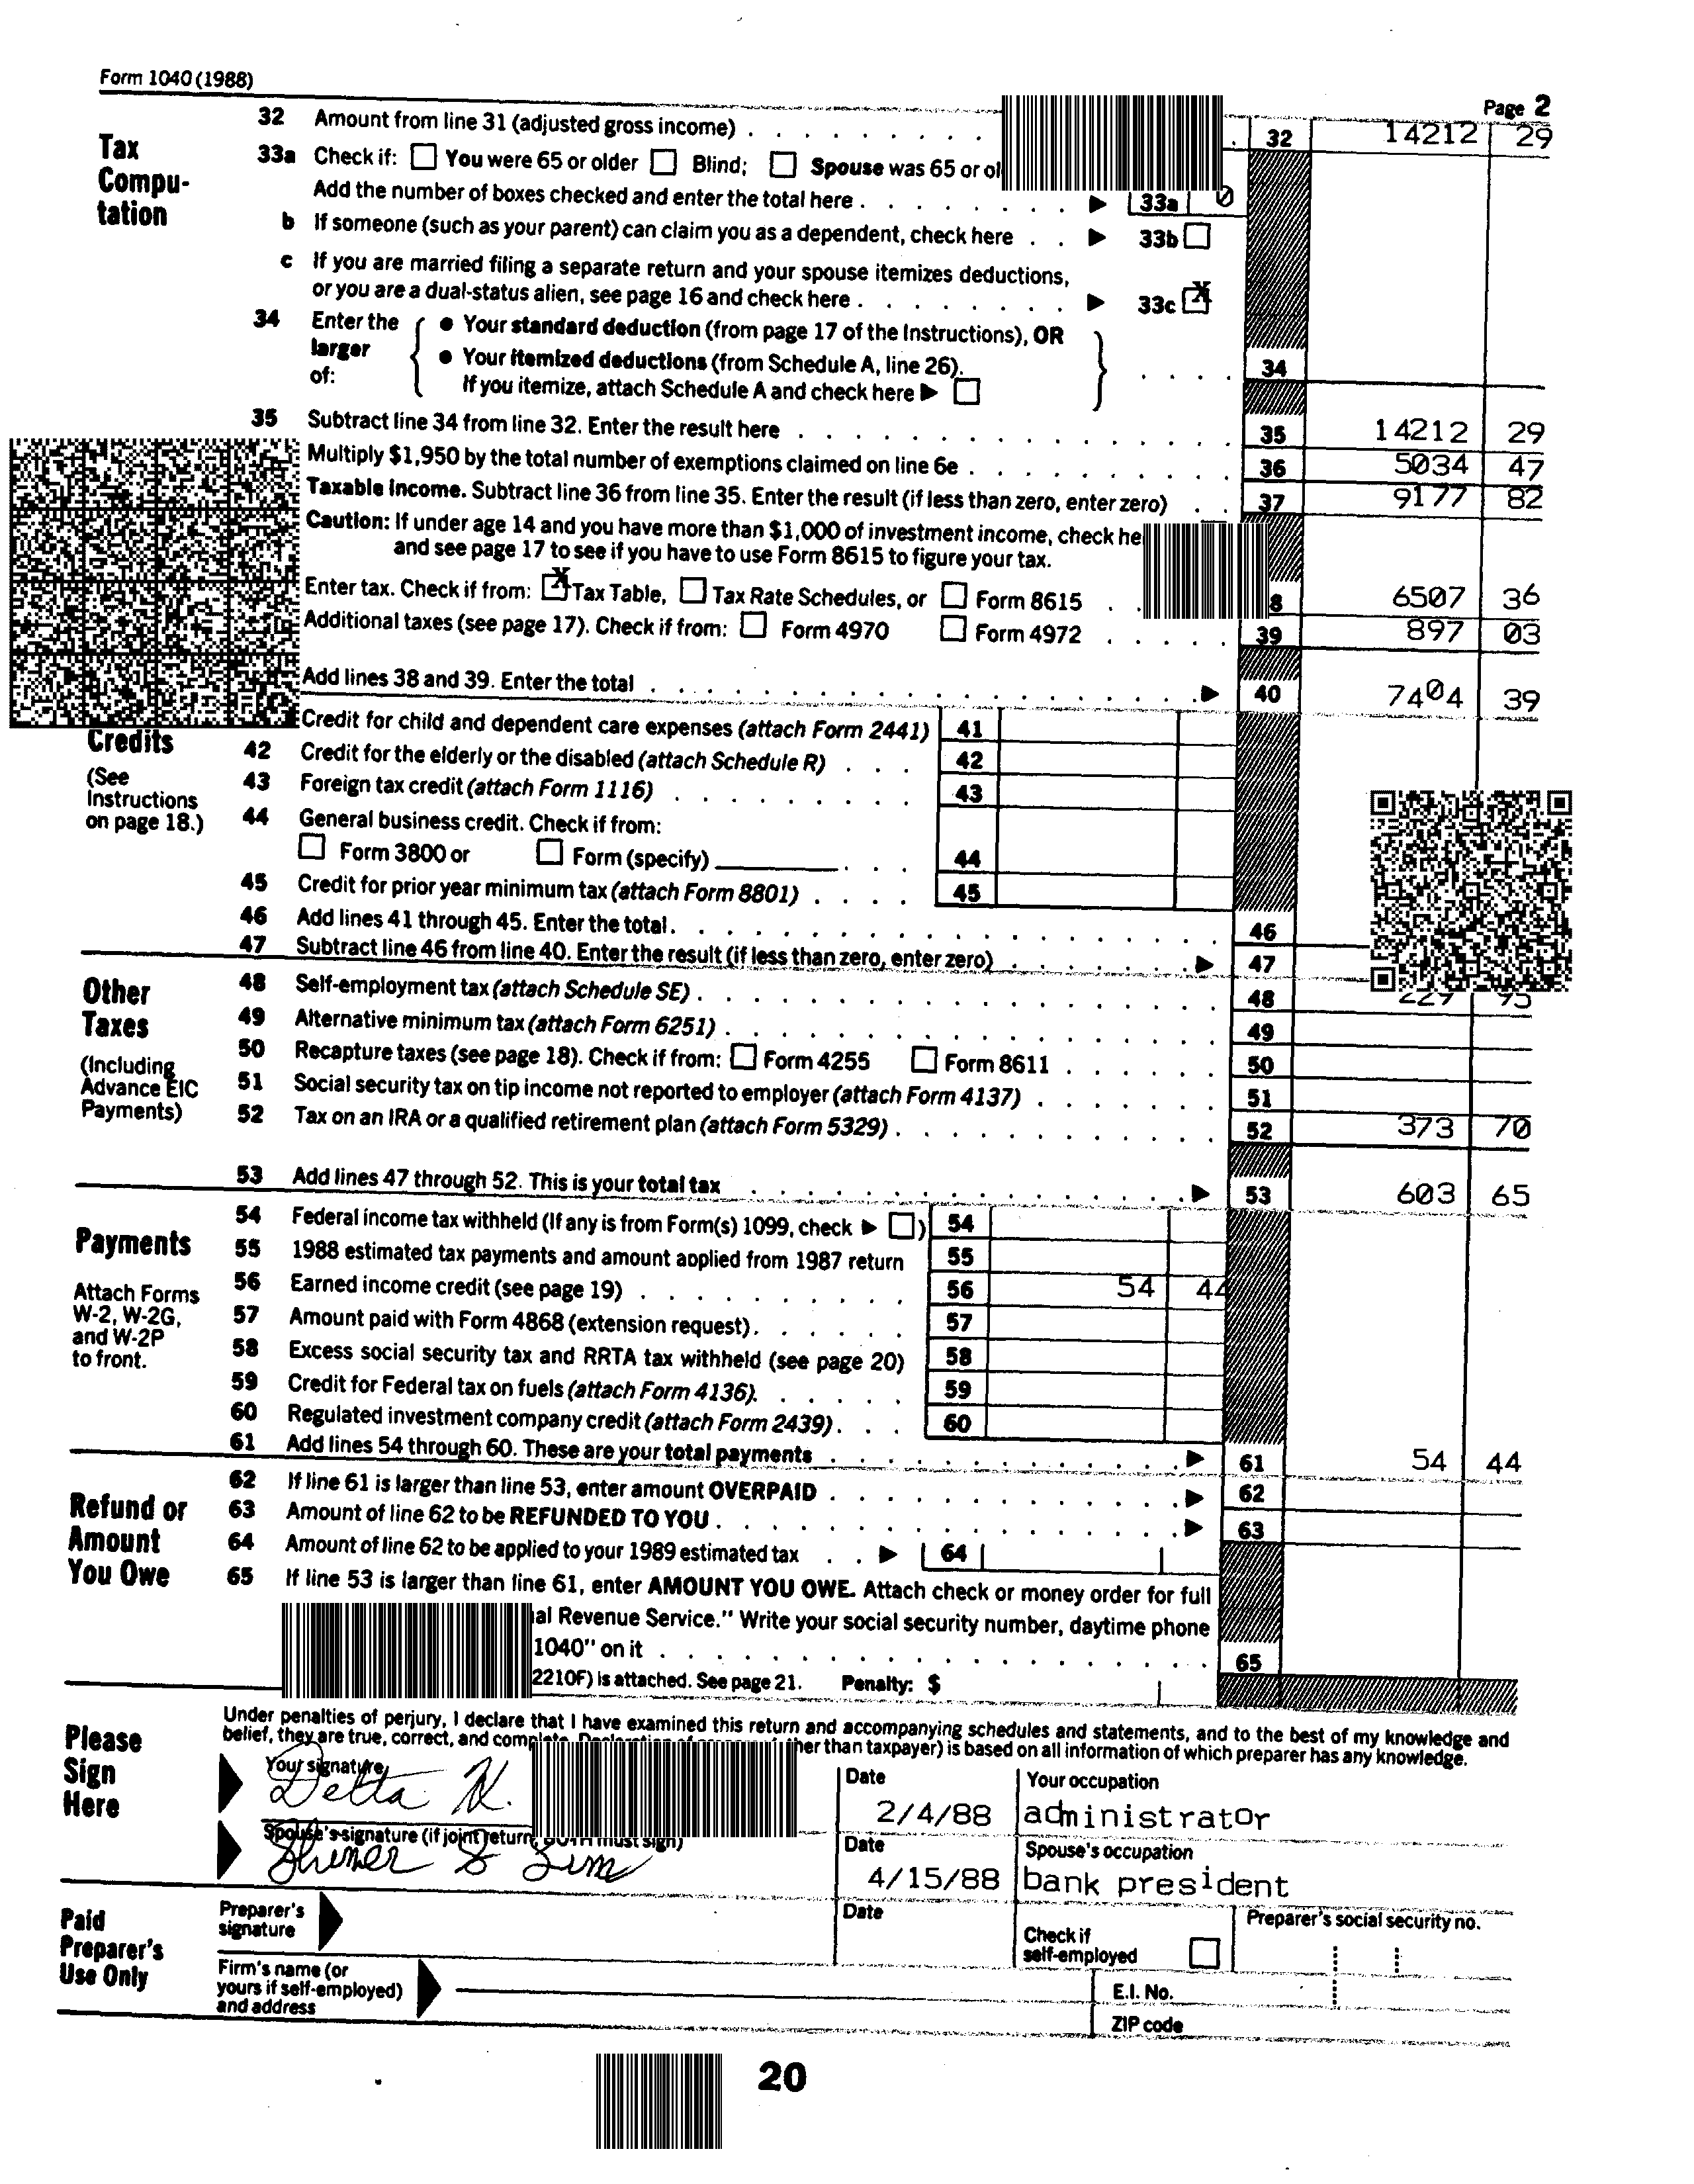 Form 1040 (1988)
Page 2
Tax Compu-tation
32 Amount from line 31 (adjusted gross income) . . . . . . . . . 32 14212 29
33a Check if: You were 65 or older Blind; Spouse was 65 or ol
Add the number of boxes checked and enter the total here . . . . . . . . ▶ 33a 0
b If someone (such as your parent) can claim you as a dependent, check here . . ▶ 33b
c If you are married filing a separate return and your spouse itemizes deductions,
or you are a dual-status alien, see page 16 and check here . . . . . . . ▶ 33c X
34 Enter the larger of: { ● Your standard deduction (from page 17 of the Instructions), OR
● Your itemized deductions (from Schedule A, line 26).
If you itemize, attach Schedule A and check here ▶ } . . . . 34
35 Subtract line 34 from line 32. Enter the result here . . . . . . . . . . . . . . 35 14212 29
Multiply $1,950 by the total number of exemptions claimed on line 6e . . . . . . . . 36 5034 47
Taxable income. Subtract line 36 from line 35. Enter the result (if less than zero, enter zero) . . 37 9177 82
Caution: If under age 14 and you have more than $1,000 of investment income, check he
and see page 17 to see if you have to use Form 8615 to figure your tax.
Enter tax. Check if from: X Tax Table, Tax Rate Schedules, or Form 8615 . . 8 6507 36
Additional taxes (see page 17). Check if from: Form 4970 Form 4972 . . . . . 39 897 03
Add lines 38 and 39. Enter the total . . . . . . . . . . . . . . . . . ▶ 40 7404 39
Credits
(See Instructions on page 18.)
Credit for child and dependent care expenses (attach Form 2441) 41
42 Credit for the elderly or the disabled (attach Schedule R) . . . 42
43 Foreign tax credit (attach Form 1116) . . . . . . . . 43
44 General business credit. Check if from:
Form 3800 or Form (specify) . . . 44
45 Credit for prior year minimum tax (attach Form 8801) . . . . 45
46 Add lines 41 through 45. Enter the total . . . . . . . . . . . . . . . . . 46
47 Subtract line 46 from line 40. Enter the result (if less than zero, enter zero) . . . . . . ▶ 47
Other Taxes
(Including Advance EIC Payments)
48 Self-employment tax (attach Schedule SE) . . . . . . . . . . . . . . . . 48 229 95
49 Alternative minimum tax (attach Form 6251) . . . . . . . . . . . . . . . 49
50 Recapture taxes (see page 18). Check if from: Form 4255 Form 8611 . . . . . . 50
51 Social security tax on tip income not reported to employer (attach Form 4137) . . . . . . 51
52 Tax on an IRA or a qualified retirement plan (attach Form 5329) . . . . . . . . . . 52 373 70
53 Add lines 47 through 52. This is your total tax . . . . . . . . . . . . . . ▶ 53 603 65
Payments
Attach Forms W-2, W-2G, and W-2P to front.
54 Federal income tax withheld (If any is from Form(s) 1099, check ▶ ) 54
55 1988 estimated tax payments and amount applied from 1987 return 55
56 Earned income credit (see page 19) . . . . . . . . . 56 54 44
57 Amount paid with Form 4868 (extension request) . . . . . . 57
58 Excess social security tax and RRTA tax withheld (see page 20) 58
59 Credit for Federal tax on fuels (attach Form 4136). . . . . . 59
60 Regulated investment company credit (attach Form 2439) . . . 60
61 Add lines 54 through 60. These are your total payments . . . . . . . . . . . . ▶ 61 54 44
Refund or Amount You Owe
62 If line 61 is larger than line 53, enter amount OVERPAID . . . . . . . . . . . . ▶ 62
63 Amount of line 62 to be REFUNDED TO YOU . . . . . . . . . . . . . . . ▶ 63
64 Amount of line 62 to be applied to your 1989 estimated tax . . ▶ 64
65 If line 53 is larger than line 61, enter AMOUNT YOU OWE. Attach check or money order for full
al Revenue Service." Write your social security number, daytime phone
1040" on it . . . . . . . . . . . . . . . . . 65
2210F) is attached. See page 21. Penalty: $
Please Sign Here
Under penalties of perjury, I declare that I have examined this return and accompanying schedules and statements, and to the best of my knowledge and
belief, they are true, correct, and complete. Declaration of her than taxpayer) is based on all information of which preparer has any knowledge.
Your signature Date Your occupation
Delta N. 2/4/88 administrator
Spouse's signature (if joint return, BOTH must sign) Date Spouse's occupation
4/15/88 bank president
Paid Preparer's Use Only
Preparer's signature Date Check if self-employed Preparer's social security no.
Firm's name (or yours if self-employed) and address E.I. No.
ZIP code
20